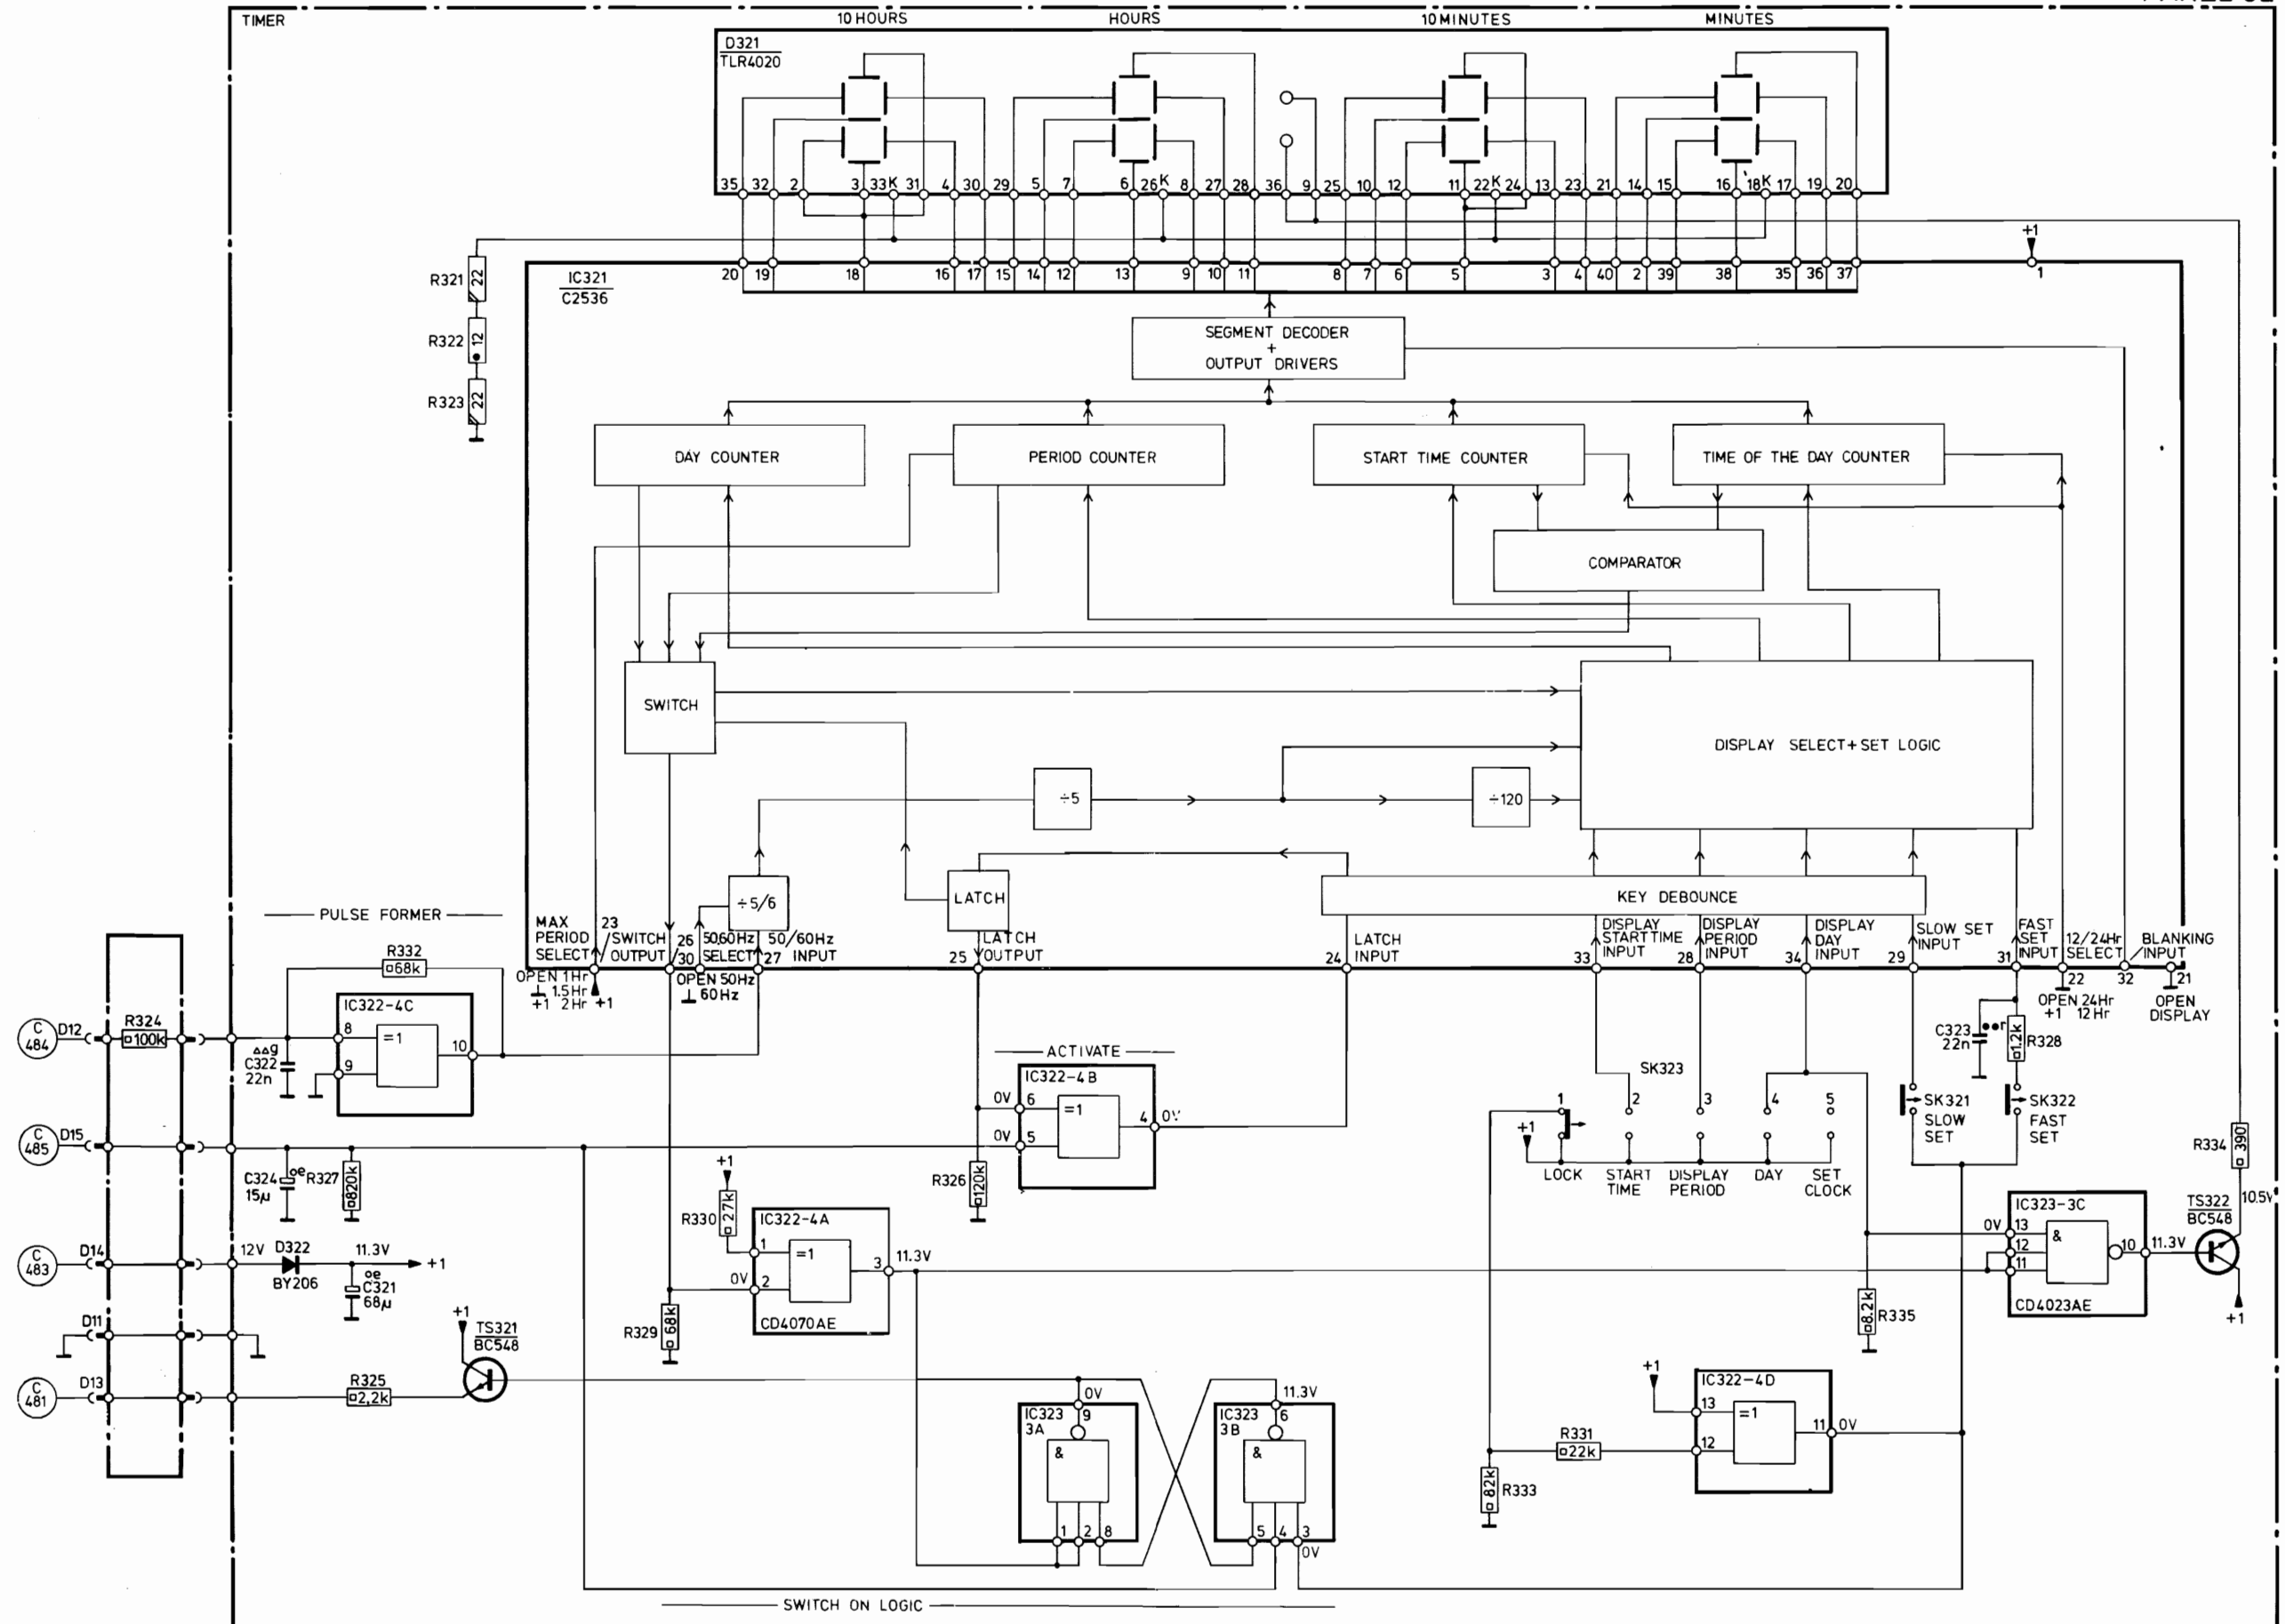 TIMER
10 HOURS
HOURS
10 MINUTES
MINUTES
D321
TLR4020
35 32 2 3 33 K 31 4 30 29 5 7 6 26 K 8 27 28 36 9 25 10 12 11 22 K 24 13 23 21 14 15 16 18 K 17 19 20
+1
R321 22
IC321
C2536
20 19 18 16 17 15 14 12 13 9 10 11 8 7 6 5 3 4 40 2 39 38 35 36 37 1
R322 12
SEGMENT DECODER
+
OUTPUT DRIVERS
R323 22
DAY COUNTER
PERIOD COUNTER
START TIME COUNTER
TIME OF THE DAY COUNTER
COMPARATOR
SWITCH
DISPLAY SELECT+SET LOGIC
÷5
÷120
÷5/6
LATCH
KEY DEBOUNCE
PULSE FORMER
MAX
PERIOD
SELECT
23
SWITCH
OUTPUT
26
30
50,60Hz
SELECT
27
50/60Hz
INPUT
25
LATCH
OUTPUT
24
LATCH
INPUT
33
DISPLAY
START TIME
INPUT
28
DISPLAY
PERIOD
INPUT
34
DISPLAY
DAY
INPUT
29
SLOW SET
INPUT
31
FAST
SET
INPUT
12/24Hr
SELECT
22
32
BLANKING
INPUT
21
OPEN 1Hr
1.5Hr
+1 2Hr
+1
OPEN 50Hz
60Hz
OPEN 24Hr
+1 12Hr
OPEN
DISPLAY
R332
68k
IC322-4C
8
9
=1
10
C
484
D12
R324
100k
C322
22n
g
ACTIVATE
IC322-4B
0V 6
0V 5
=1
4 0V
SK323
1 2 3 4 5
+1
LOCK
START
TIME
DISPLAY
PERIOD
DAY
SET
CLOCK
C323
22n
r
1.2k
R328
SK321
SLOW
SET
SK322
FAST
SET
C
485
D15
C324
15µ
oe
R327
820k
R326
120k
R334
390
+1
R330
27k
IC322-4A
1
0V 2
=1
3 11.3V
CD4070AE
R329
68k
IC323-3C
0V 13
12
11
&
10 11.3V
CD4023AE
TS322
BC548
10.5V
+1
R335
8.2k
C
483
D14
12V
D322
BY206
11.3V
+1
oe
C321
68µ
D11
+1
TS321
BC548
C
481
D13
R325
2,2k
0V
IC323
3A
9
&
1 2 8
11.3V
IC323
3B
6
&
5 4 3
0V
+1
IC322-4D
13
12
=1
11 0V
R331
22k
R333
82k
SWITCH ON LOGIC